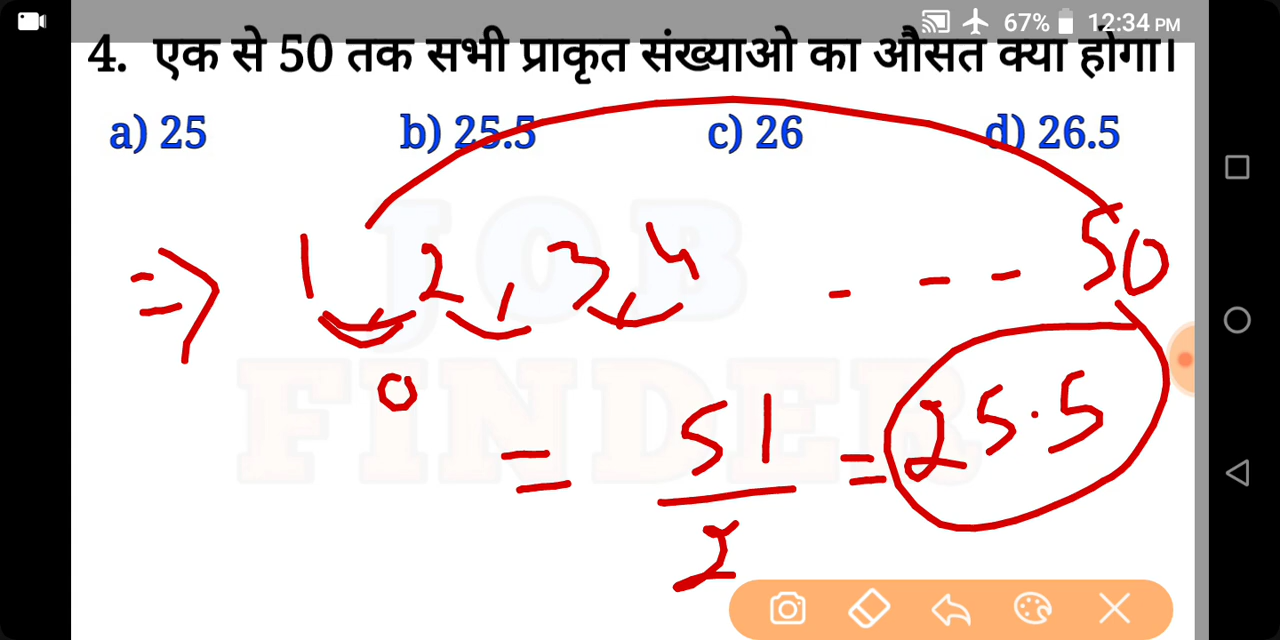 67% 12:34 PM
4. एक से 50 तक सभी प्राकृत संख्याओ का औसत क्या होगा।
a) 25 b) 25.5 c) 26 d) 26.5
JOB
FINDER
=> 1, 2, 3, 4 - - - 50
0
= 51/2 = 25.5